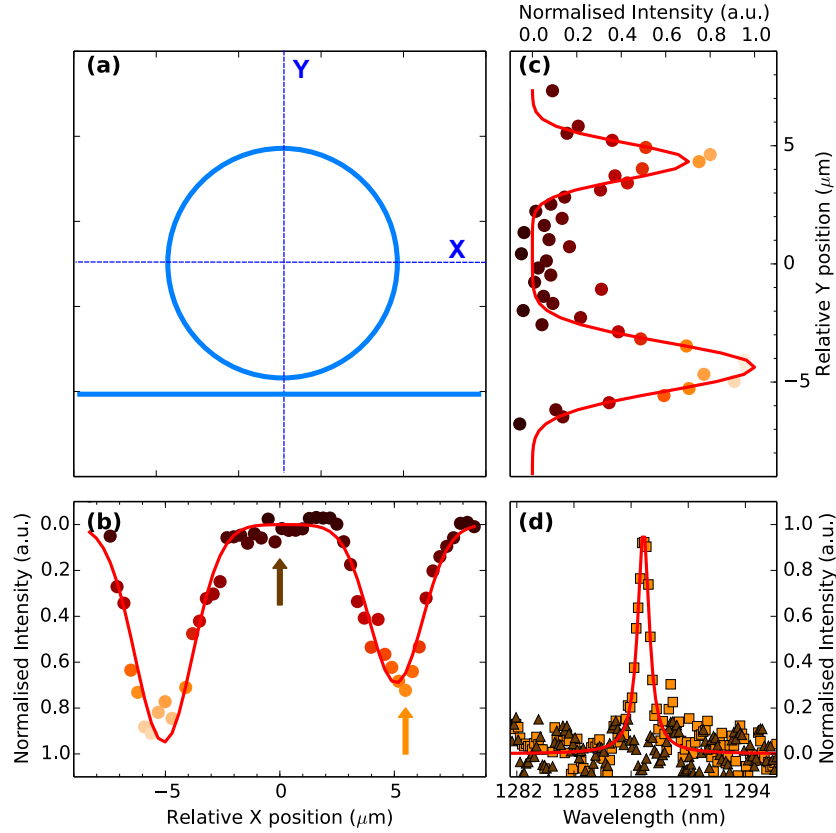 Normalised Intensity (a.u.)
0.0 0.2 0.4 0.6 0.8 1.0
(a)
Y
X
(c)
5
0
−5
Relative Y position (μm)
(b)
Normalised Intensity (a.u.)
0.0
0.2
0.4
0.6
0.8
1.0
−5 0 5
Relative X position (μm)
(d)
1.0
0.8
0.6
0.4
0.2
0.0
Normalised Intensity (a.u.)
1282 1285 1288 1291 1294
Wavelength (nm)